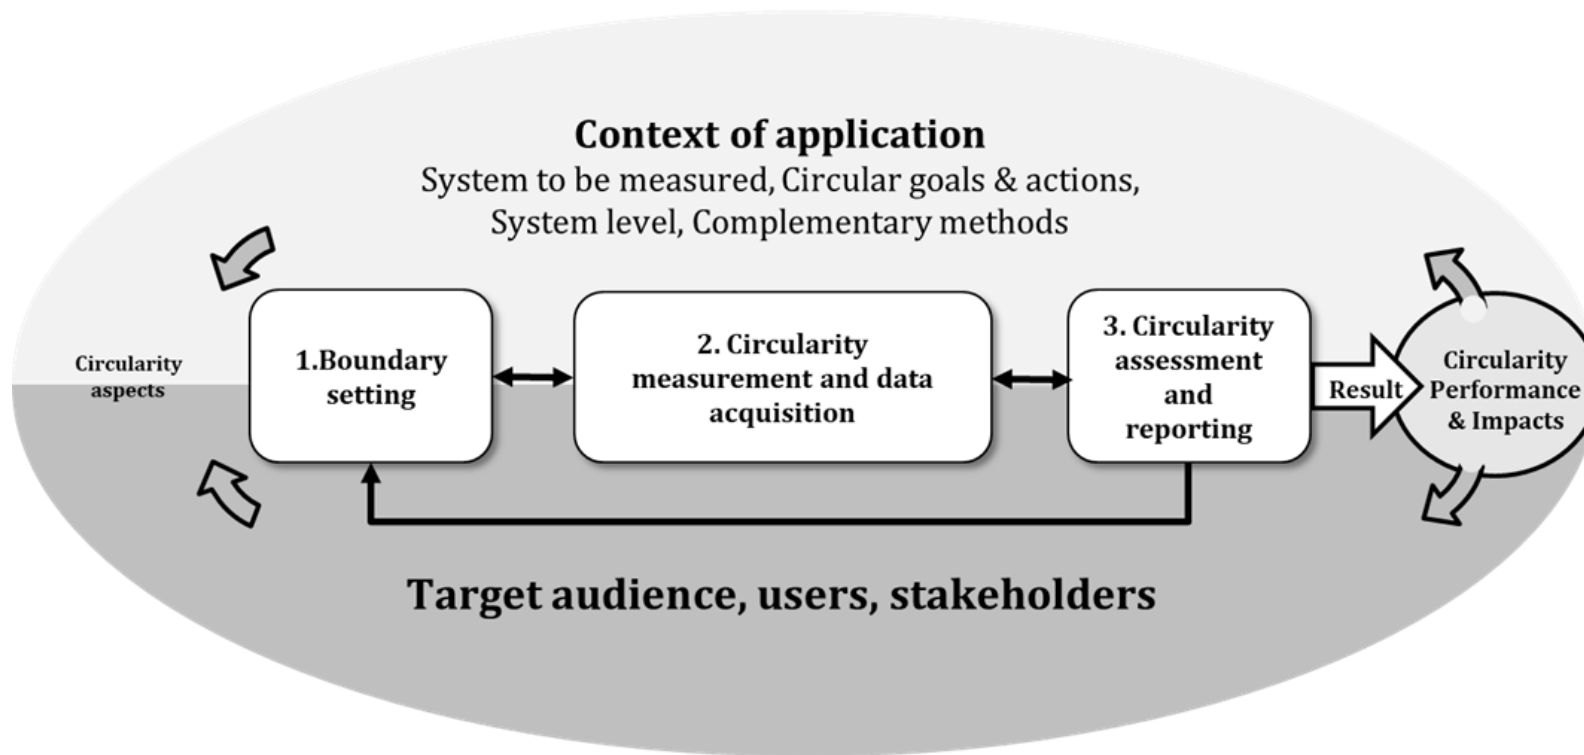 Context of application
System to be measured, Circular goals & actions,
System level, Complementary methods
Circularity
aspects
1.Boundary
setting
2. Circularity
measurement and data
acquisition
3. Circularity
assessment
and
reporting
Result
Circularity
Performance
& Impacts
Target audience, users, stakeholders